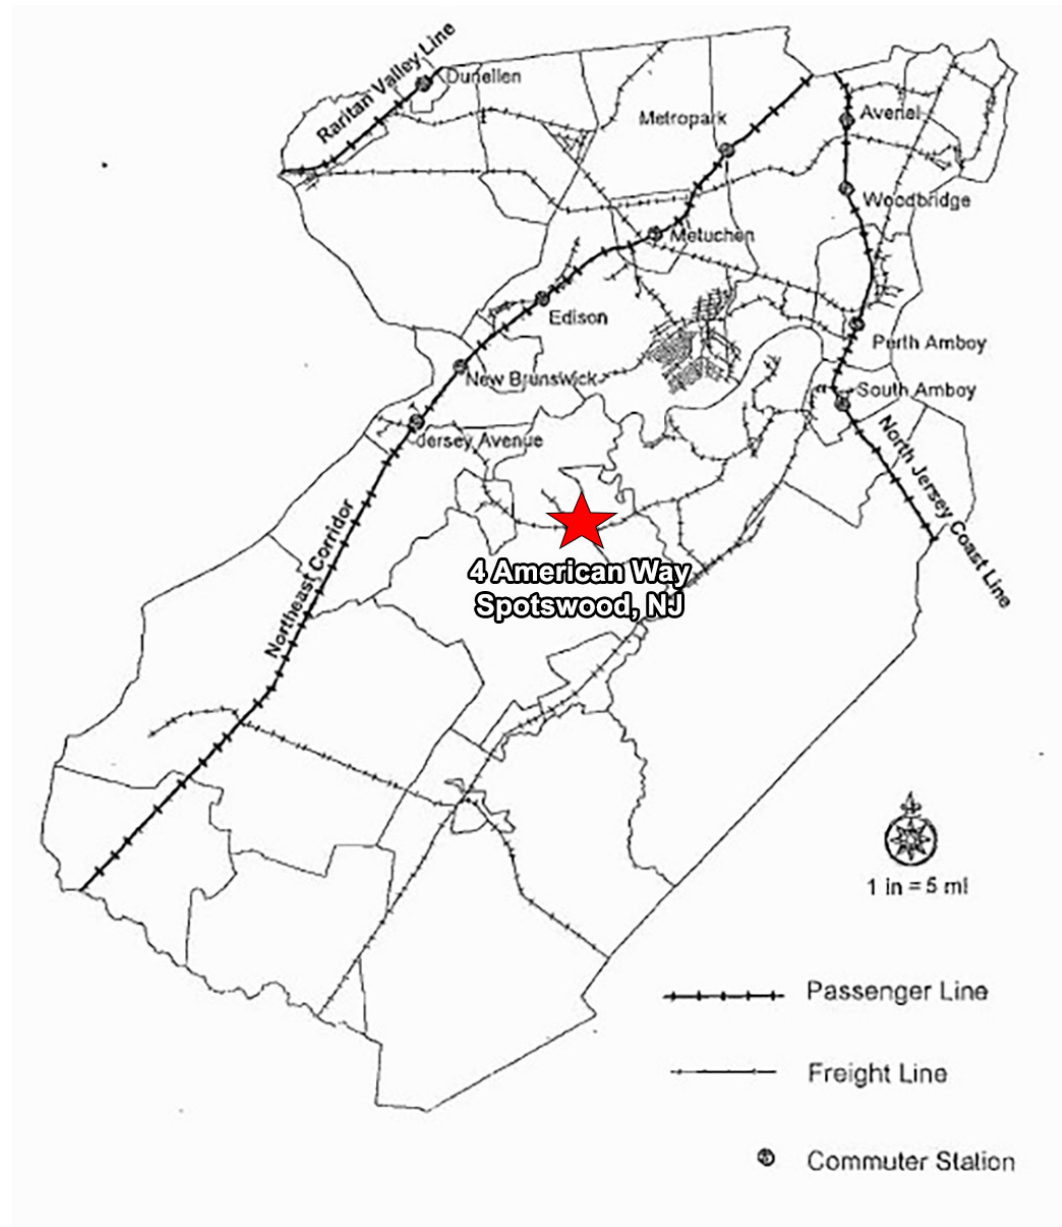 Raritan Valley Line
Dunellen
Metropark
Avenel
Woodbridge
Metuchen
Edison
Perth Amboy
New Brunswick
South Amboy
Jersey Avenue
North Jersey Coast Line
Northeast Corridor
4 American Way
Spotswood, NJ
1 in = 5 mi
Passenger Line
Freight Line
Commuter Station